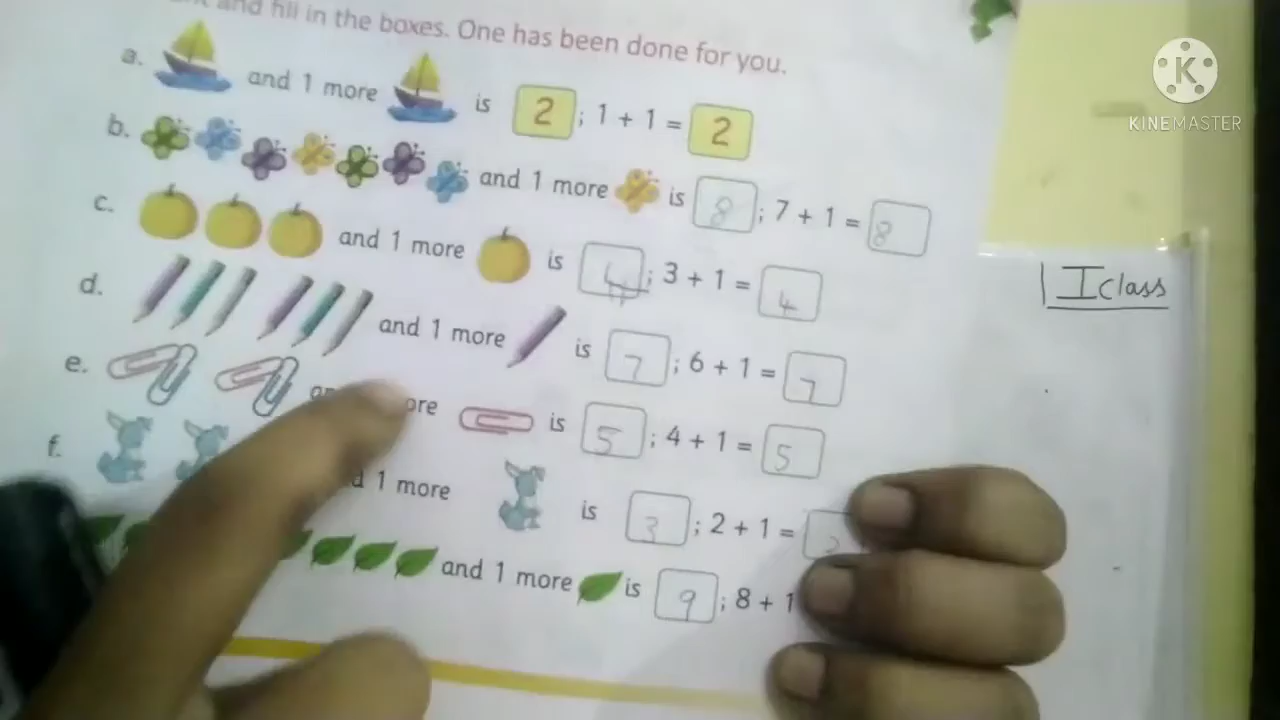 and fill in the boxes. One has been done for you.
a. and 1 more is 2 ; 1 + 1 = 2
b. and 1 more is 8 ; 7 + 1 = 8
c. and 1 more is 4 ; 3 + 1 = 4
d. and 1 more is 7 ; 6 + 1 = 7
e. is 5 ; 4 + 1 = 5
f. 1 more is 3 ; 2 + 1 =
and 1 more is 9 ; 8 + 1
I class
KINEMASTER